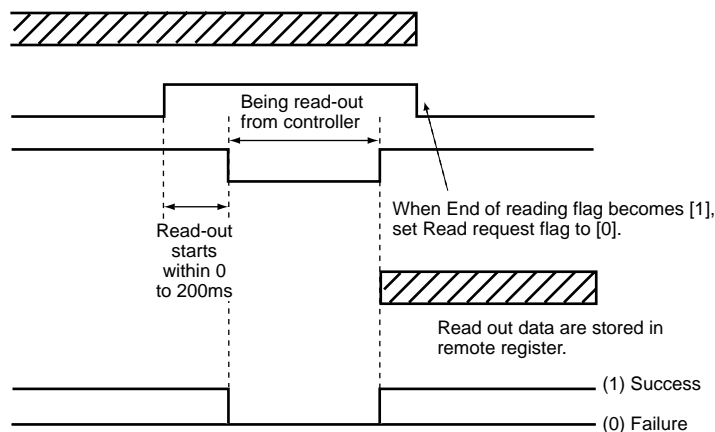 Being read-out
from controller
When End of reading flag becomes [1],
set Read request flag to [0].
Read-out
starts
within 0
to 200ms
Read out data are stored in
remote register.
(1) Success
(0) Failure